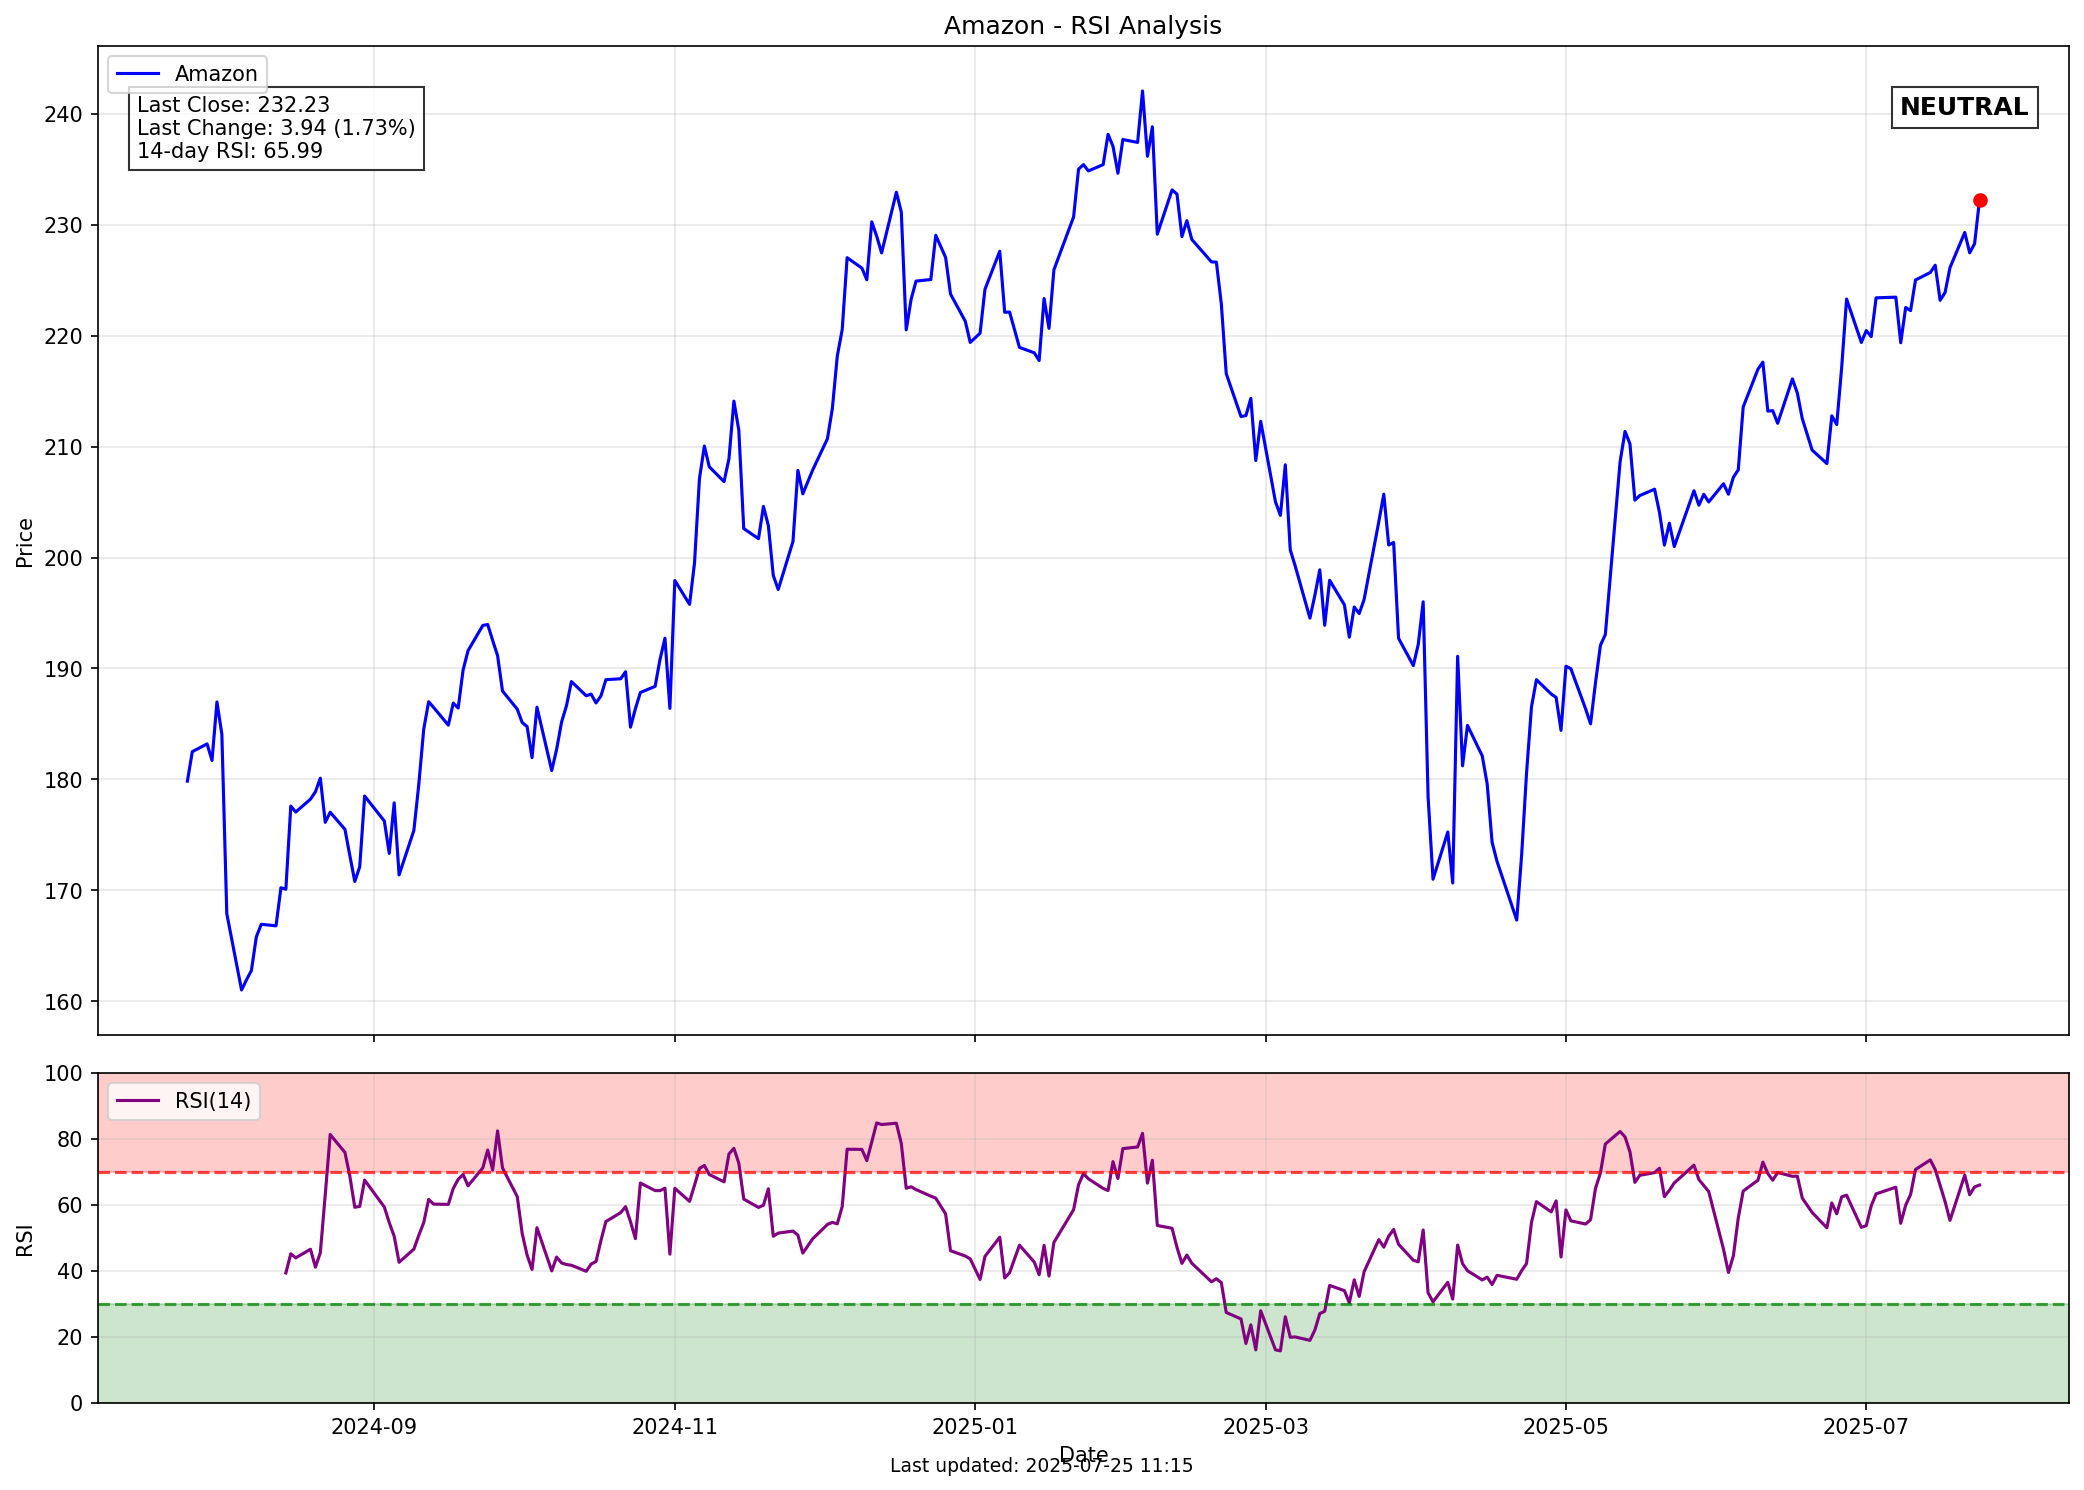 Amazon - RSI Analysis
Amazon
Last Close: 232.23
Last Change: 3.94 (1.73%)
14-day RSI: 65.99
NEUTRAL
240
230
220
210
200
190
180
170
160
Price
RSI(14)
100
80
60
40
20
0
RSI
2024-09
2024-11
2025-01
2025-03
2025-05
2025-07
Date
Last updated: 2025-07-25 11:15